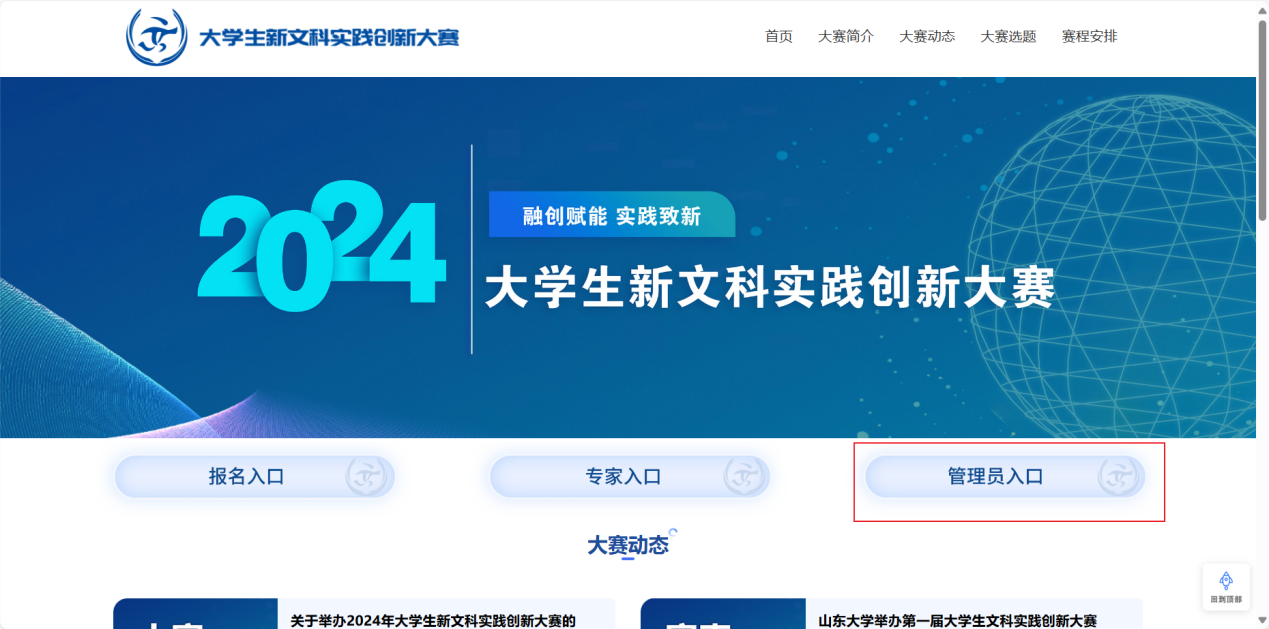 大学生新文科实践创新大赛
首页 大赛简介 大赛动态 大赛选题 赛程安排
2024
融创赋能 实践致新
大学生新文科实践创新大赛
报名入口 专家入口 管理员入口
大赛动态
关于举办2024年大学生新文科实践创新大赛的
山东大学举办第一届大学生文科实践创新大赛
回到顶部